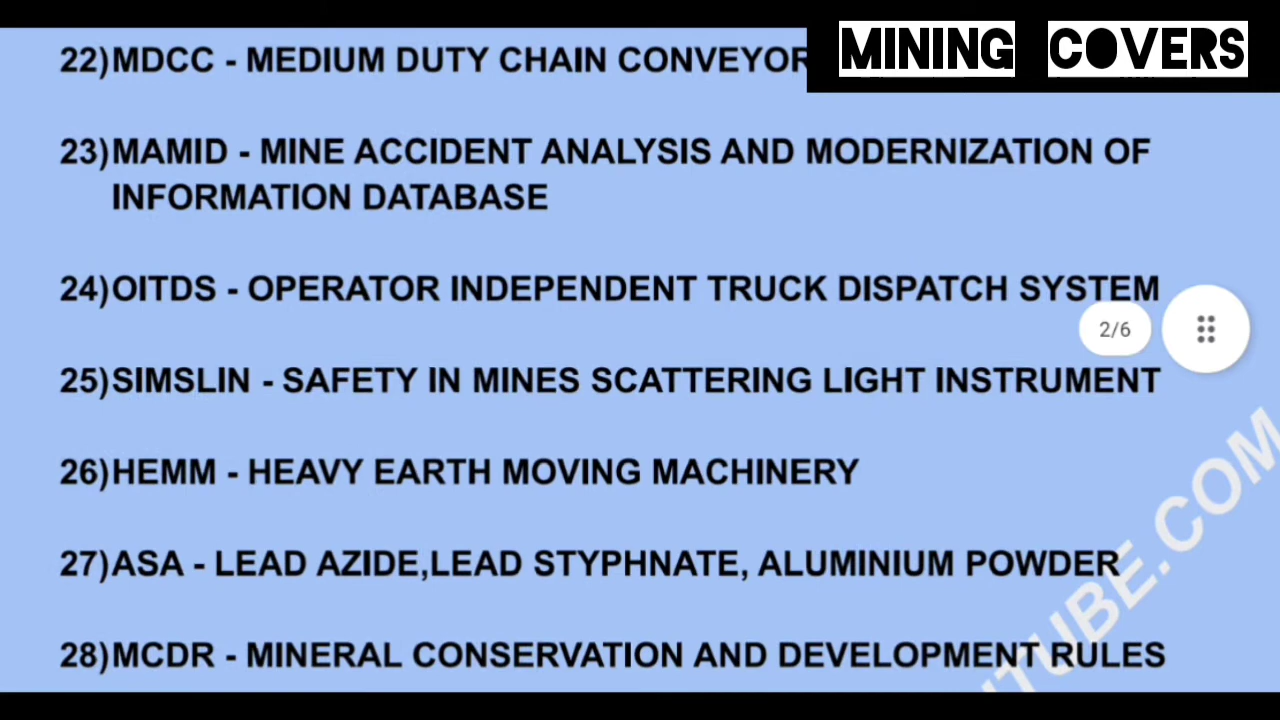 MINING COVERS
22)MDCC - MEDIUM DUTY CHAIN CONVEYOR
23)MAMID - MINE ACCIDENT ANALYSIS AND MODERNIZATION OF
INFORMATION DATABASE
24)OITDS - OPERATOR INDEPENDENT TRUCK DISPATCH SYSTEM
2/6
25)SIMSLIN - SAFETY IN MINES SCATTERING LIGHT INSTRUMENT
26)HEMM - HEAVY EARTH MOVING MACHINERY
27)ASA - LEAD AZIDE,LEAD STYPHNATE, ALUMINIUM POWDER
28)MCDR - MINERAL CONSERVATION AND DEVELOPMENT RULES